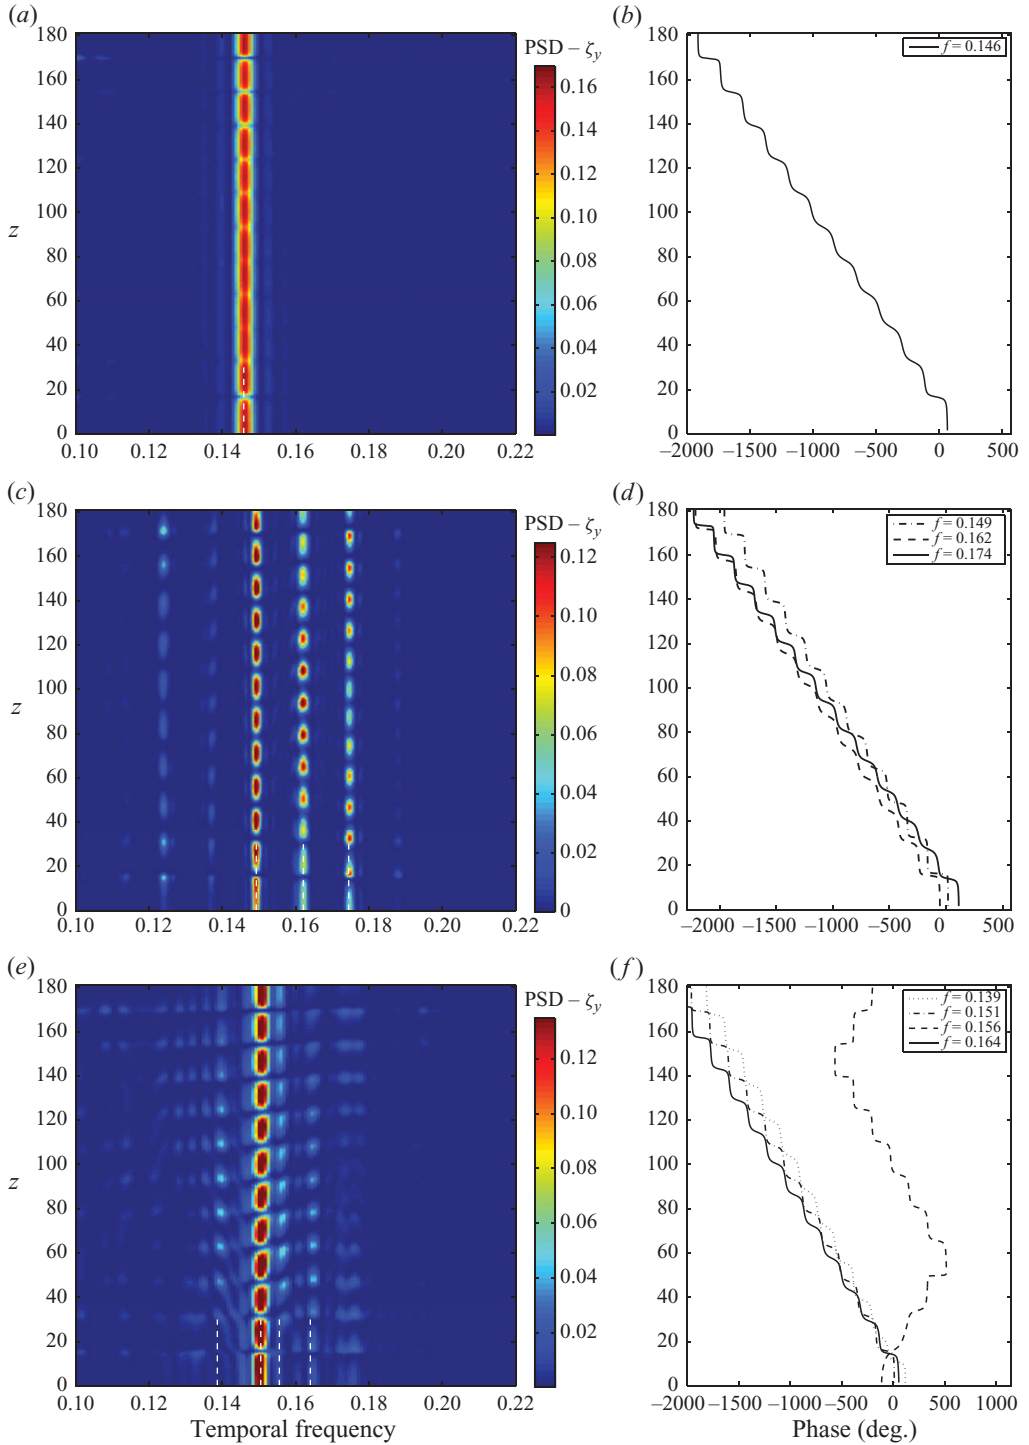 (a)
180
160
140
120
100
z
80
60
40
20
0
0.10 0.12 0.14 0.16 0.18 0.20 0.22
PSD – ζy
0.16
0.14
0.12
0.10
0.08
0.06
0.04
0.02
(b)
f = 0.146
180
160
140
120
100
80
60
40
20
0
–2000 –1500 –1000 –500 0 500
(c)
180
160
140
120
100
z
80
60
40
20
0
0.10 0.12 0.14 0.16 0.18 0.20 0.22
PSD – ζy
0.12
0.10
0.08
0.06
0.04
0.02
0
(d)
f = 0.149
f = 0.162
f = 0.174
180
160
140
120
100
80
60
40
20
0
–2000 –1500 –1000 –500 0 500
(e)
180
160
140
120
100
z
80
60
40
20
0
0.10 0.12 0.14 0.16 0.18 0.20 0.22
Temporal frequency
PSD – ζy
0.12
0.10
0.08
0.06
0.04
0.02
(f)
f = 0.139
f = 0.151
f = 0.156
f = 0.164
180
160
140
120
100
80
60
40
20
0
–2000 –1500 –1000 –500 0 500 1000
Phase (deg.)